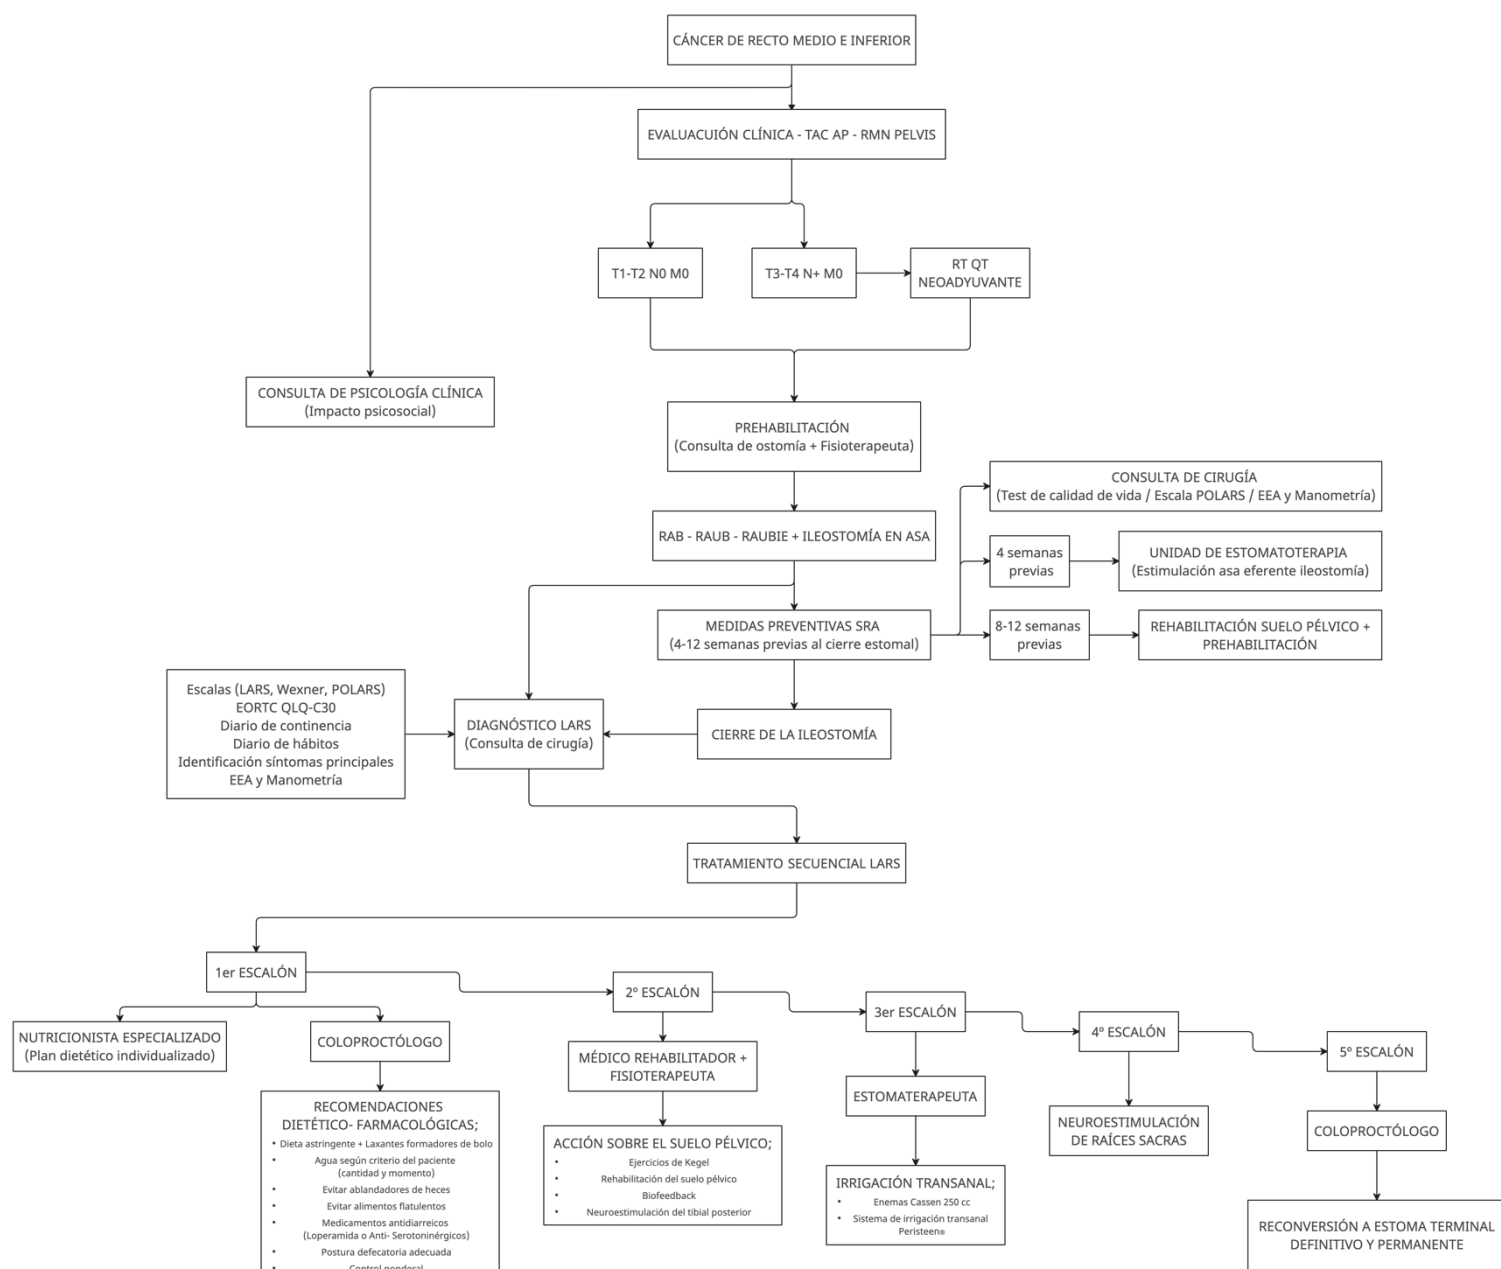 CÁNCER DE RECTO MEDIO E INFERIOR
EVALUACUIÓN CLÍNICA - TAC AP - RMN PELVIS
T1-T2 N0 M0
T3-T4 N+ M0
RT QT
NEOADYUVANTE
CONSULTA DE PSICOLOGÍA CLÍNICA
(Impacto psicosocial)
PREHABILITACIÓN
(Consulta de ostomía + Fisioterapeuta)
CONSULTA DE CIRUGÍA
(Test de calidad de vida / Escala POLARS / EEA y Manometría)
RAB - RAUB - RAUBIE + ILEOSTOMÍA EN ASA
4 semanas
previas
UNIDAD DE ESTOMATOTERAPIA
(Estimulación asa eferente ileostomía)
MEDIDAS PREVENTIVAS SRA
(4-12 semanas previas al cierre estomal)
8-12 semanas
previas
REHABILITACIÓN SUELO PÉLVICO +
PREHABILITACIÓN
Escalas (LARS, Wexner, POLARS)
EORTC QLQ-C30
Diario de continencia
Diario de hábitos
Identificación síntomas principales
EEA y Manometría
DIAGNÓSTICO LARS
(Consulta de cirugía)
CIERRE DE LA ILEOSTOMÍA
TRATAMIENTO SECUENCIAL LARS
1er ESCALÓN
NUTRICIONISTA ESPECIALIZADO
(Plan dietético individualizado)
COLOPROCTÓLOGO
RECOMENDACIONES
DIETÉTICO- FARMACOLÓGICAS;
• Dieta astringente + Laxantes formadores de bolo
• Agua según criterio del paciente
(cantidad y momento)
• Evitar ablandadores de heces
• Evitar alimentos flatulentos
• Medicamentos antidiarreicos
(Loperamida o Anti- Serotoninérgicos)
• Postura defecatoria adecuada
• Control ponderal
2º ESCALÓN
MÉDICO REHABILITADOR +
FISIOTERAPEUTA
ACCIÓN SOBRE EL SUELO PÉLVICO;
• Ejercicios de Kegel
• Rehabilitación del suelo pélvico
• Biofeedback
• Neuroestimulación del tibial posterior
3er ESCALÓN
ESTOMATERAPEUTA
IRRIGACIÓN TRANSANAL;
• Enemas Cassen 250 cc
• Sistema de irrigación transanal
Peristeen®
4º ESCALÓN
NEUROESTIMULACIÓN
DE RAÍCES SACRAS
5º ESCALÓN
COLOPROCTÓLOGO
RECONVERSIÓN A ESTOMA TERMINAL
DEFINITIVO Y PERMANENTE